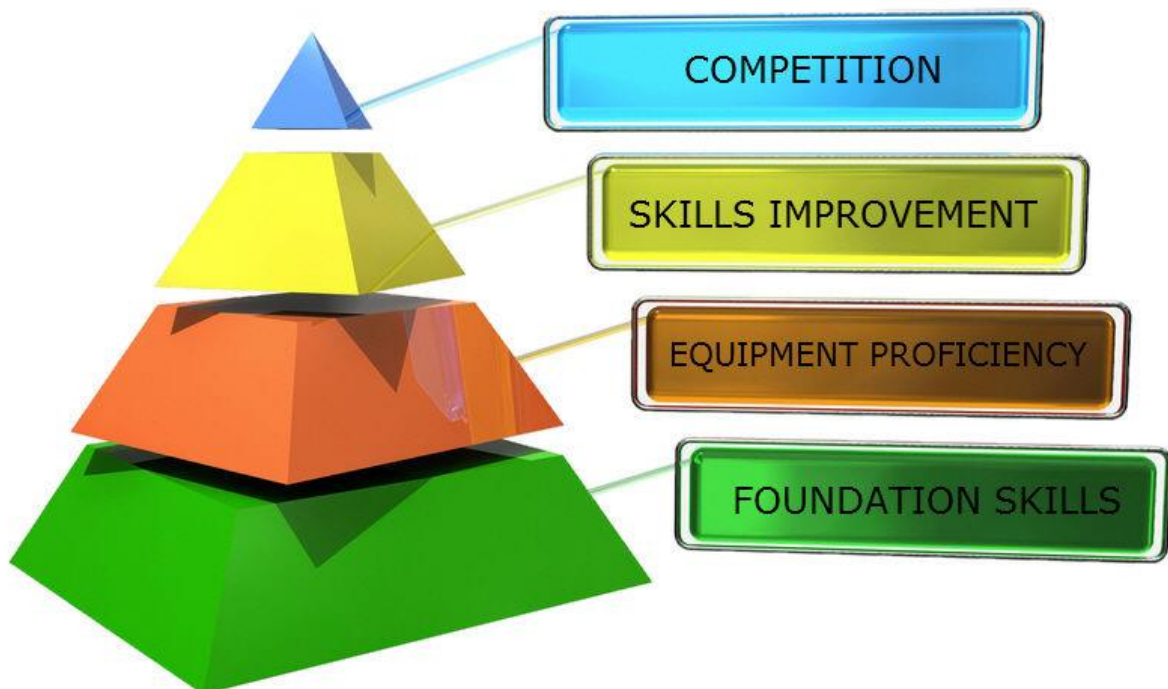 COMPETITION
SKILLS IMPROVEMENT
EQUIPMENT PROFICIENCY
FOUNDATION SKILLS